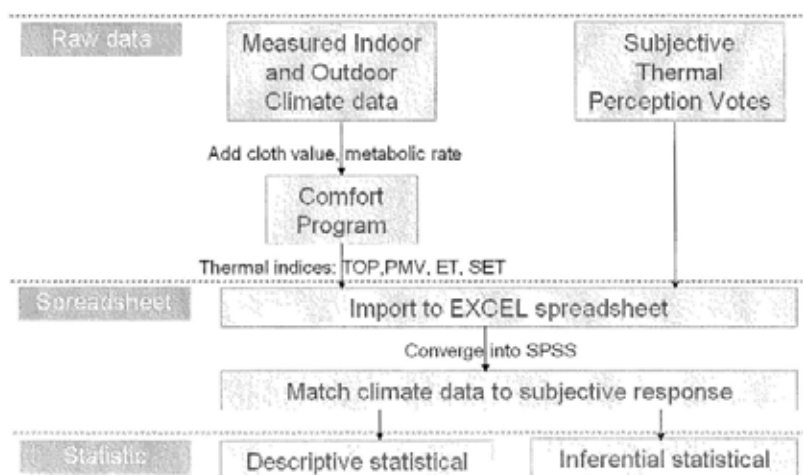 Raw data
Measured Indoor
and Outdoor
Climate data
Subjective
Thermal
Perception Votes
Add cloth value, metabolic rate
Comfort
Program
Thermal indices: TOP,PMV, ET, SET
Spreadsheet
Import to EXCEL spreadsheet
Converge into SPSS
Match climate data to subjective response
Statistic
Descriptive statistical
Inferential statistical